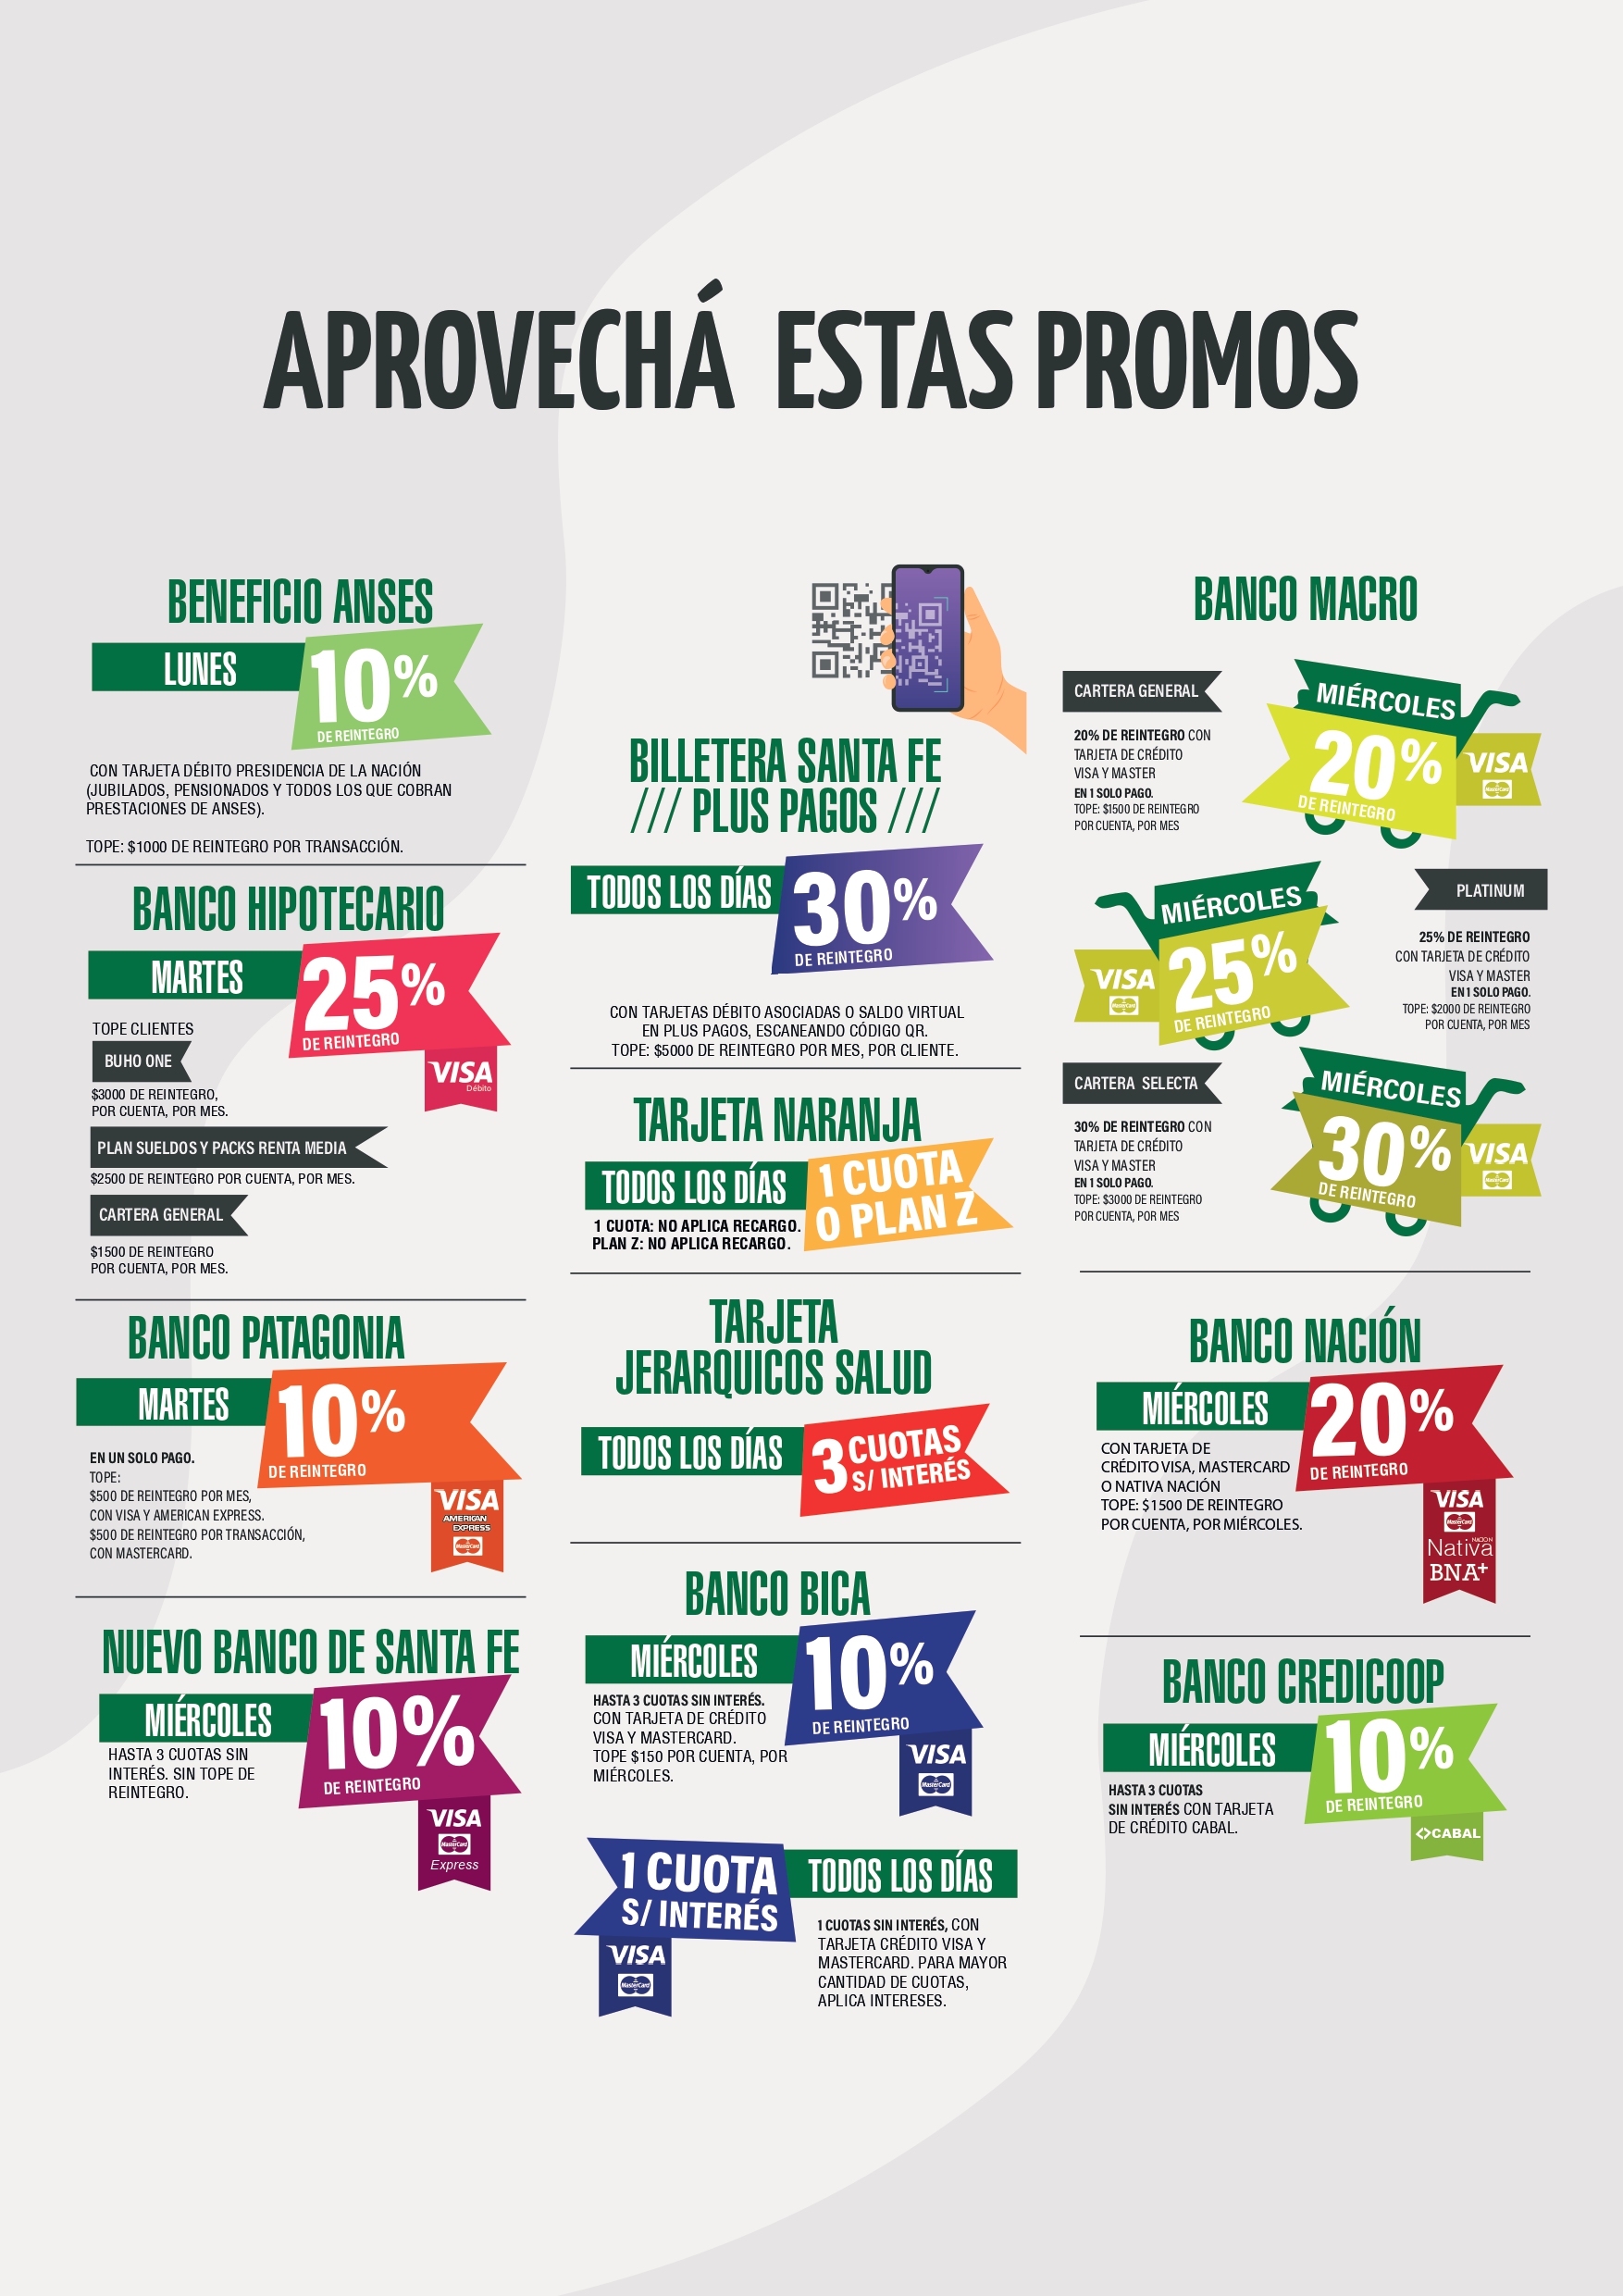 APROVECHÁ ESTAS PROMOS
BENEFICIO ANSES
LUNES
10%
DE REINTEGRO
CON TARJETA DÉBITO PRESIDENCIA DE LA NACIÓN
(JUBILADOS, PENSIONADOS Y TODOS LOS QUE COBRAN
PRESTACIONES DE ANSES).
TOPE: $1000 DE REINTEGRO POR TRANSACCIÓN.
BANCO HIPOTECARIO
MARTES
25%
DE REINTEGRO
VISA
Débito
TOPE CLIENTES
BUHO ONE
$3000 DE REINTEGRO,
POR CUENTA, POR MES.
PLAN SUELDOS Y PACKS RENTA MEDIA
$2500 DE REINTEGRO POR CUENTA, POR MES.
CARTERA GENERAL
$1500 DE REINTEGRO
POR CUENTA, POR MES.
BANCO PATAGONIA
MARTES
10%
DE REINTEGRO
EN UN SOLO PAGO.
TOPE:
$500 DE REINTEGRO POR MES,
CON VISA Y AMERICAN EXPRESS.
$500 DE REINTEGRO POR TRANSACCIÓN,
CON MASTERCARD.
VISA
AMERICAN
EXPRESS
MasterCard
NUEVO BANCO DE SANTA FE
MIÉRCOLES
10%
DE REINTEGRO
HASTA 3 CUOTAS SIN
INTERÉS. SIN TOPE DE
REINTEGRO.
VISA
MasterCard
Express
BILLETERA SANTA FE
/// PLUS PAGOS ///
TODOS LOS DÍAS
30%
DE REINTEGRO
CON TARJETAS DÉBITO ASOCIADAS O SALDO VIRTUAL
EN PLUS PAGOS, ESCANEANDO CÓDIGO QR.
TOPE: $5000 DE REINTEGRO POR MES, POR CLIENTE.
TARJETA NARANJA
TODOS LOS DÍAS
1 CUOTA
O PLAN Z
1 CUOTA: NO APLICA RECARGO.
PLAN Z: NO APLICA RECARGO.
TARJETA
JERARQUICOS SALUD
TODOS LOS DÍAS
3 CUOTAS
S/ INTERÉS
BANCO BICA
MIÉRCOLES
10%
DE REINTEGRO
HASTA 3 CUOTAS SIN INTERÉS.
CON TARJETA DE CRÉDITO
VISA Y MASTERCARD.
TOPE $150 POR CUENTA, POR
MIÉRCOLES.
VISA
MasterCard
1 CUOTA
S/ INTERÉS
TODOS LOS DÍAS
VISA
MasterCard
1 CUOTAS SIN INTERÉS, CON
TARJETA CRÉDITO VISA Y
MASTERCARD. PARA MAYOR
CANTIDAD DE CUOTAS,
APLICA INTERESES.
BANCO MACRO
CARTERA GENERAL
20% DE REINTEGRO CON
TARJETA DE CRÉDITO
VISA Y MASTER
EN 1 SOLO PAGO.
TOPE: $1500 DE REINTEGRO
POR CUENTA, POR MES
MIÉRCOLES
20%
DE REINTEGRO
VISA
MasterCard
MIÉRCOLES
25%
DE REINTEGRO
VISA
MasterCard
PLATINUM
25% DE REINTEGRO
CON TARJETA DE CRÉDITO
VISA Y MASTER
EN 1 SOLO PAGO.
TOPE: $2000 DE REINTEGRO
POR CUENTA, POR MES
CARTERA SELECTA
30% DE REINTEGRO CON
TARJETA DE CRÉDITO
VISA Y MASTER
EN 1 SOLO PAGO.
TOPE: $3000 DE REINTEGRO
POR CUENTA, POR MES
MIÉRCOLES
30%
DE REINTEGRO
VISA
MasterCard
BANCO NACIÓN
MIÉRCOLES
20%
DE REINTEGRO
CON TARJETA DE
CRÉDITO VISA, MASTERCARD
O NATIVA NACIÓN
TOPE: $1500 DE REINTEGRO
POR CUENTA, POR MIÉRCOLES.
VISA
MasterCard
NACION
Nativa
BNA+
BANCO CREDICOOP
MIÉRCOLES
10%
DE REINTEGRO
HASTA 3 CUOTAS
SIN INTERÉS CON TARJETA
DE CRÉDITO CABAL.
CABAL